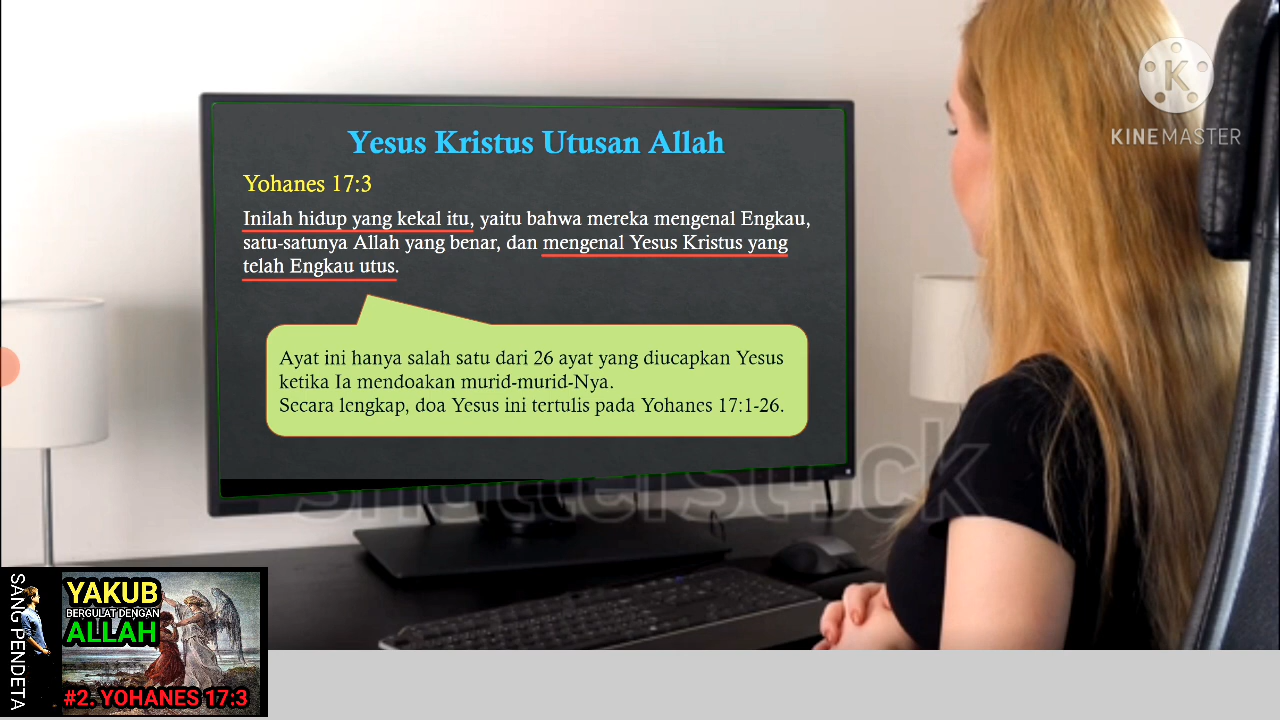 KINEMASTER
Yesus Kristus Utusan Allah
Yohanes 17:3
Inilah hidup yang kekal itu, yaitu bahwa mereka mengenal Engkau,
satu-satunya Allah yang benar, dan mengenal Yesus Kristus yang
telah Engkau utus.
Ayat ini hanya salah satu dari 26 ayat yang diucapkan Yesus
ketika Ia mendoakan murid-murid-Nya.
Secara lengkap, doa Yesus ini tertulis pada Yohanes 17:1-26.
shutterstock
SANG PENDETA
YAKUB
BERGULAT DENGAN
ALLAH
#2. YOHANES 17:3